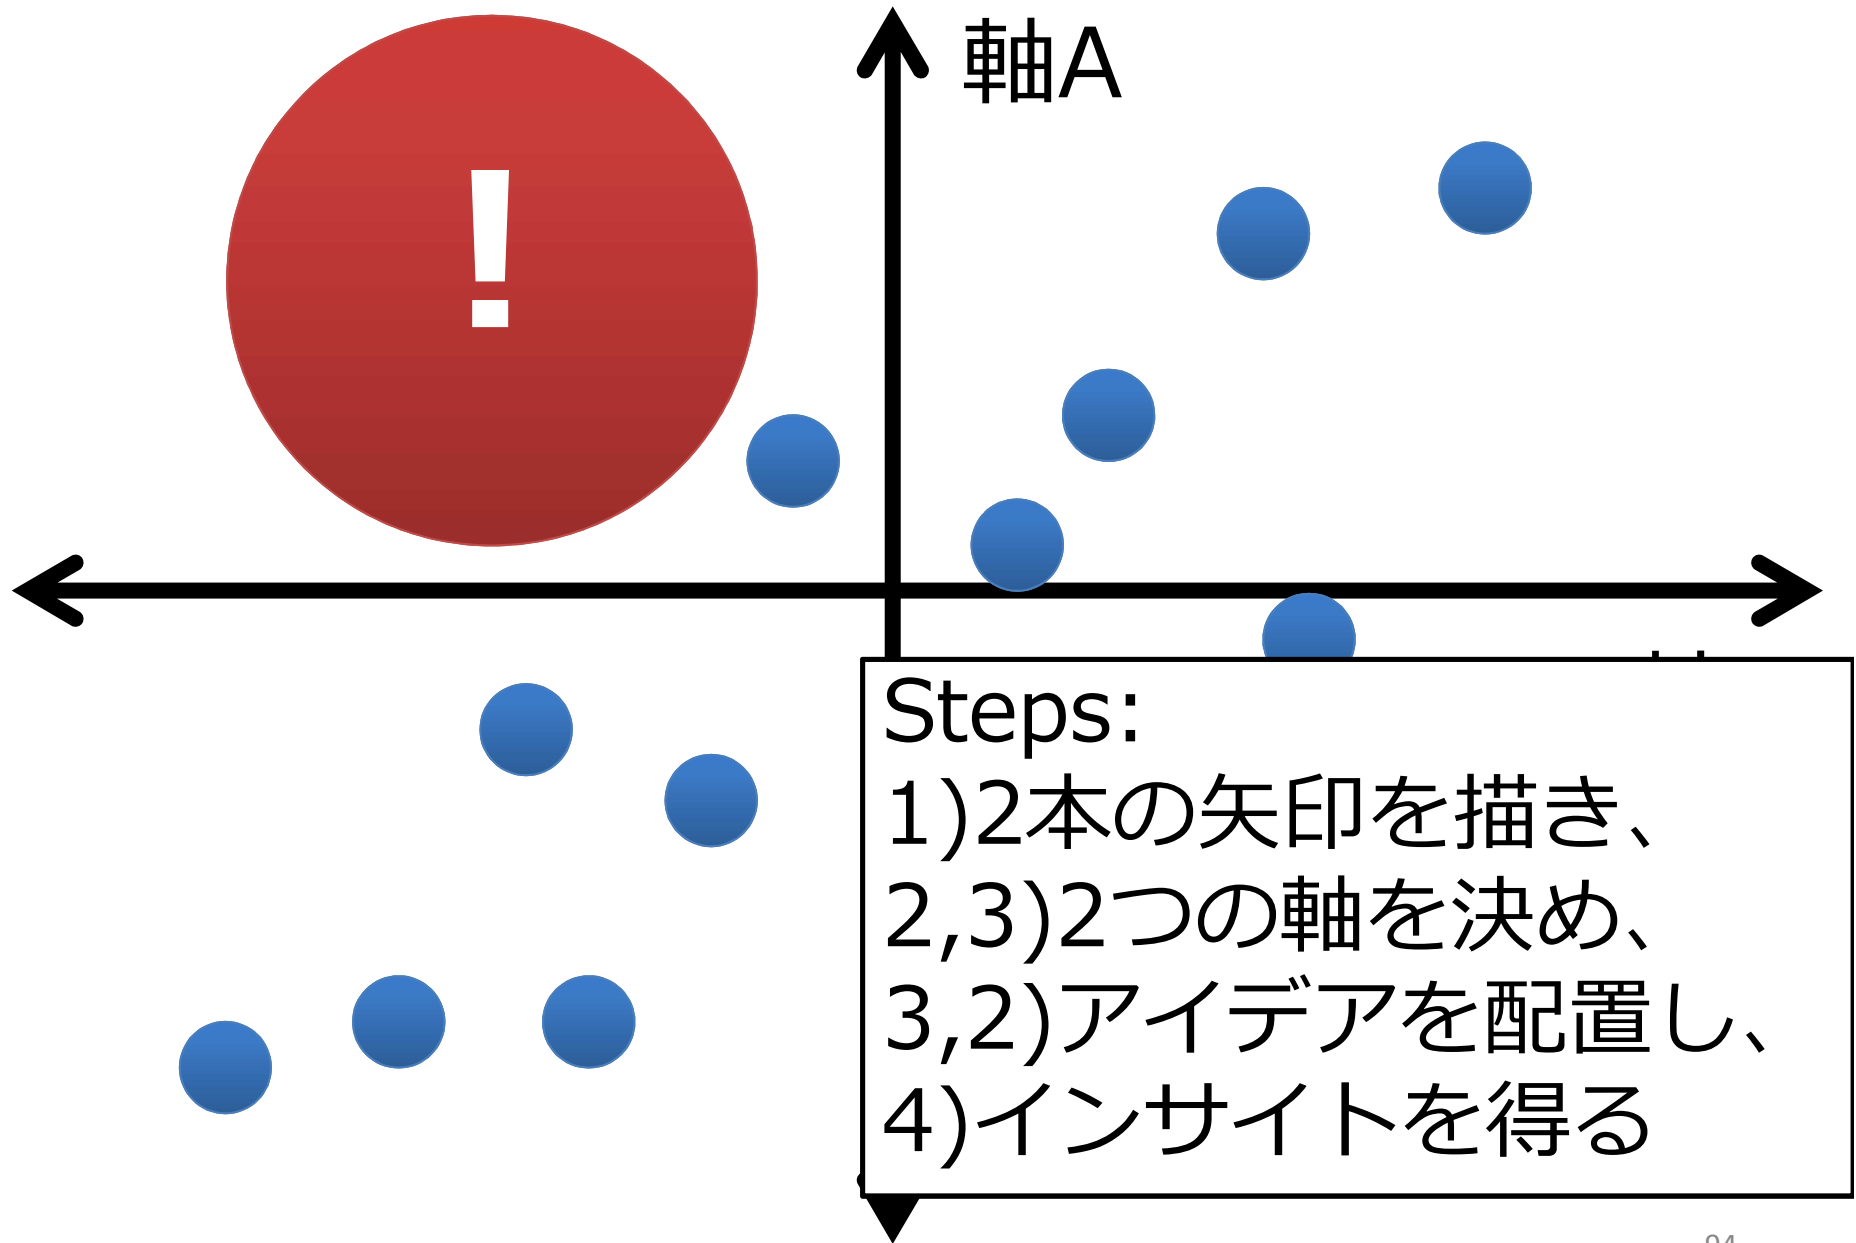 軸A
!
Steps:
1)2本の矢印を描き、
2,3)2つの軸を決め、
3,2)アイデアを配置し、
4)インサイトを得る